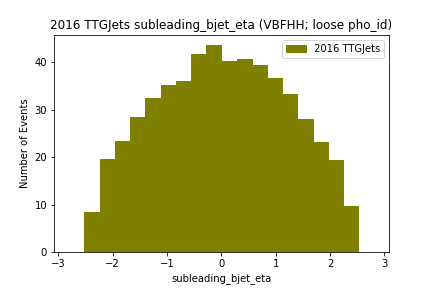 2016 TTGJets subleading_bjet_eta (VBFHH; loose pho_id)
2016 TTGJets
40
30
20
10
0
Number of Events
−3 −2 −1 0 1 2 3
subleading_bjet_eta